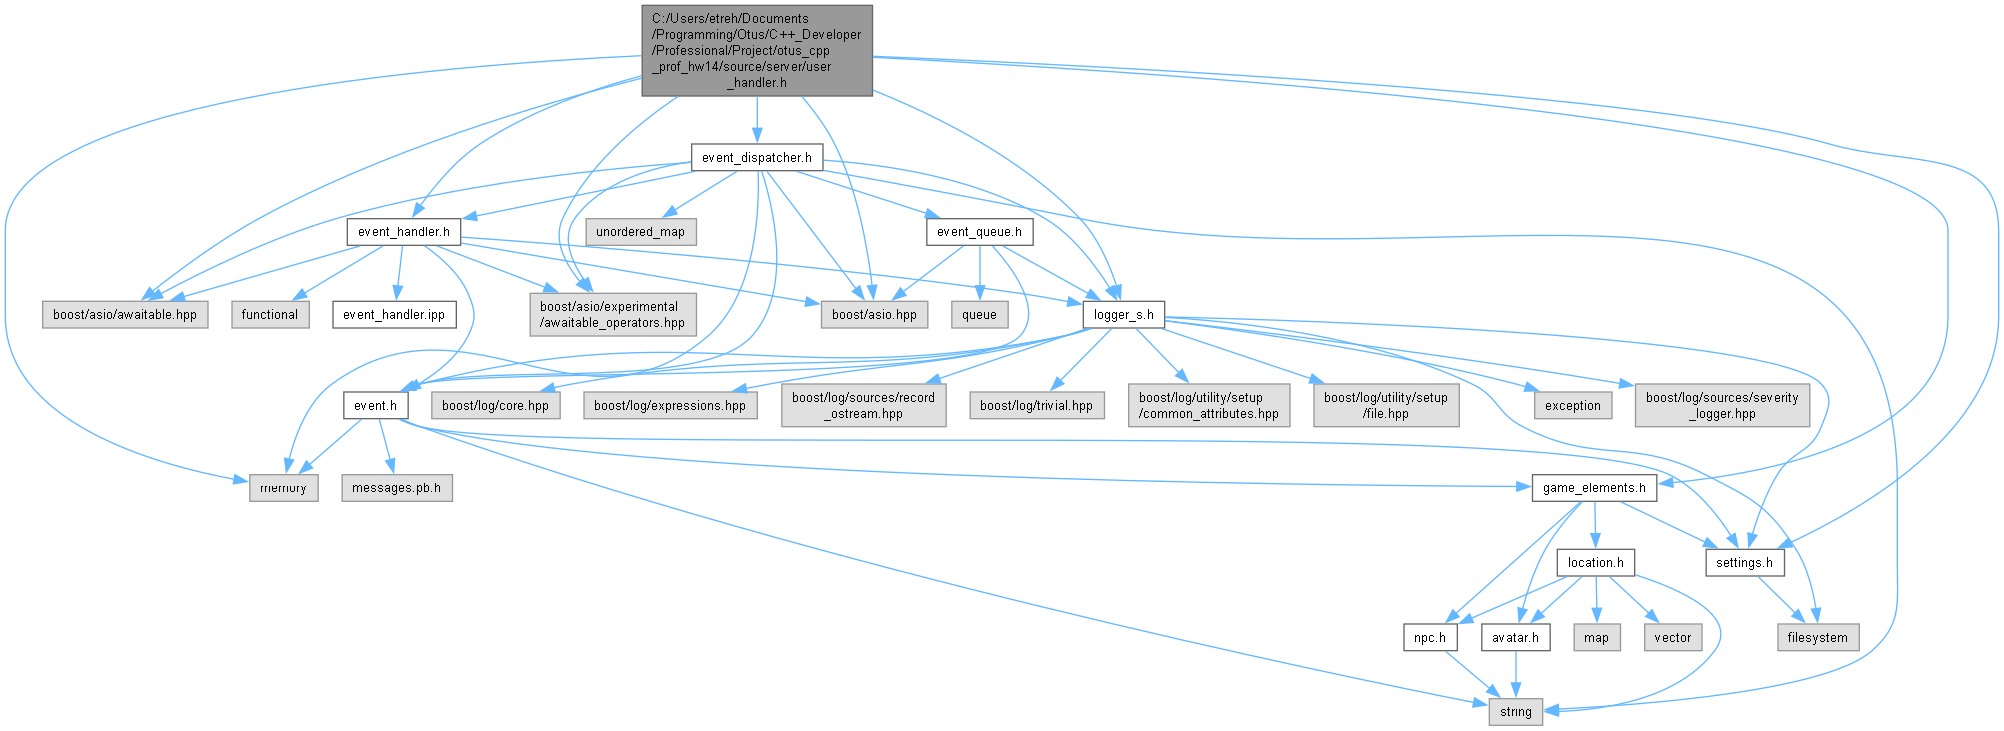 C:/Users/etreh/Documents
/Programming/Otus/C++_Developer
/Professional/Project/otus_cpp
_prof_hw14/source/server/user
_handler.h
event_dispatcher.h
event_handler.h
unordered_map
event_queue.h
boost/asio/awaitable.hpp
functional
event_handler.ipp
boost/asio/experimental
/awaitable_operators.hpp
boost/asio.hpp
queue
logger_s.h
event.h
boost/log/core.hpp
boost/log/expressions.hpp
boost/log/sources/record
_ostream.hpp
boost/log/trivial.hpp
boost/log/utility/setup
/common_attributes.hpp
boost/log/utility/setup
/file.hpp
exception
boost/log/sources/severity
_logger.hpp
memory
messages.pb.h
game_elements.h
location.h
settings.h
npc.h
avatar.h
map
vector
filesystem
string